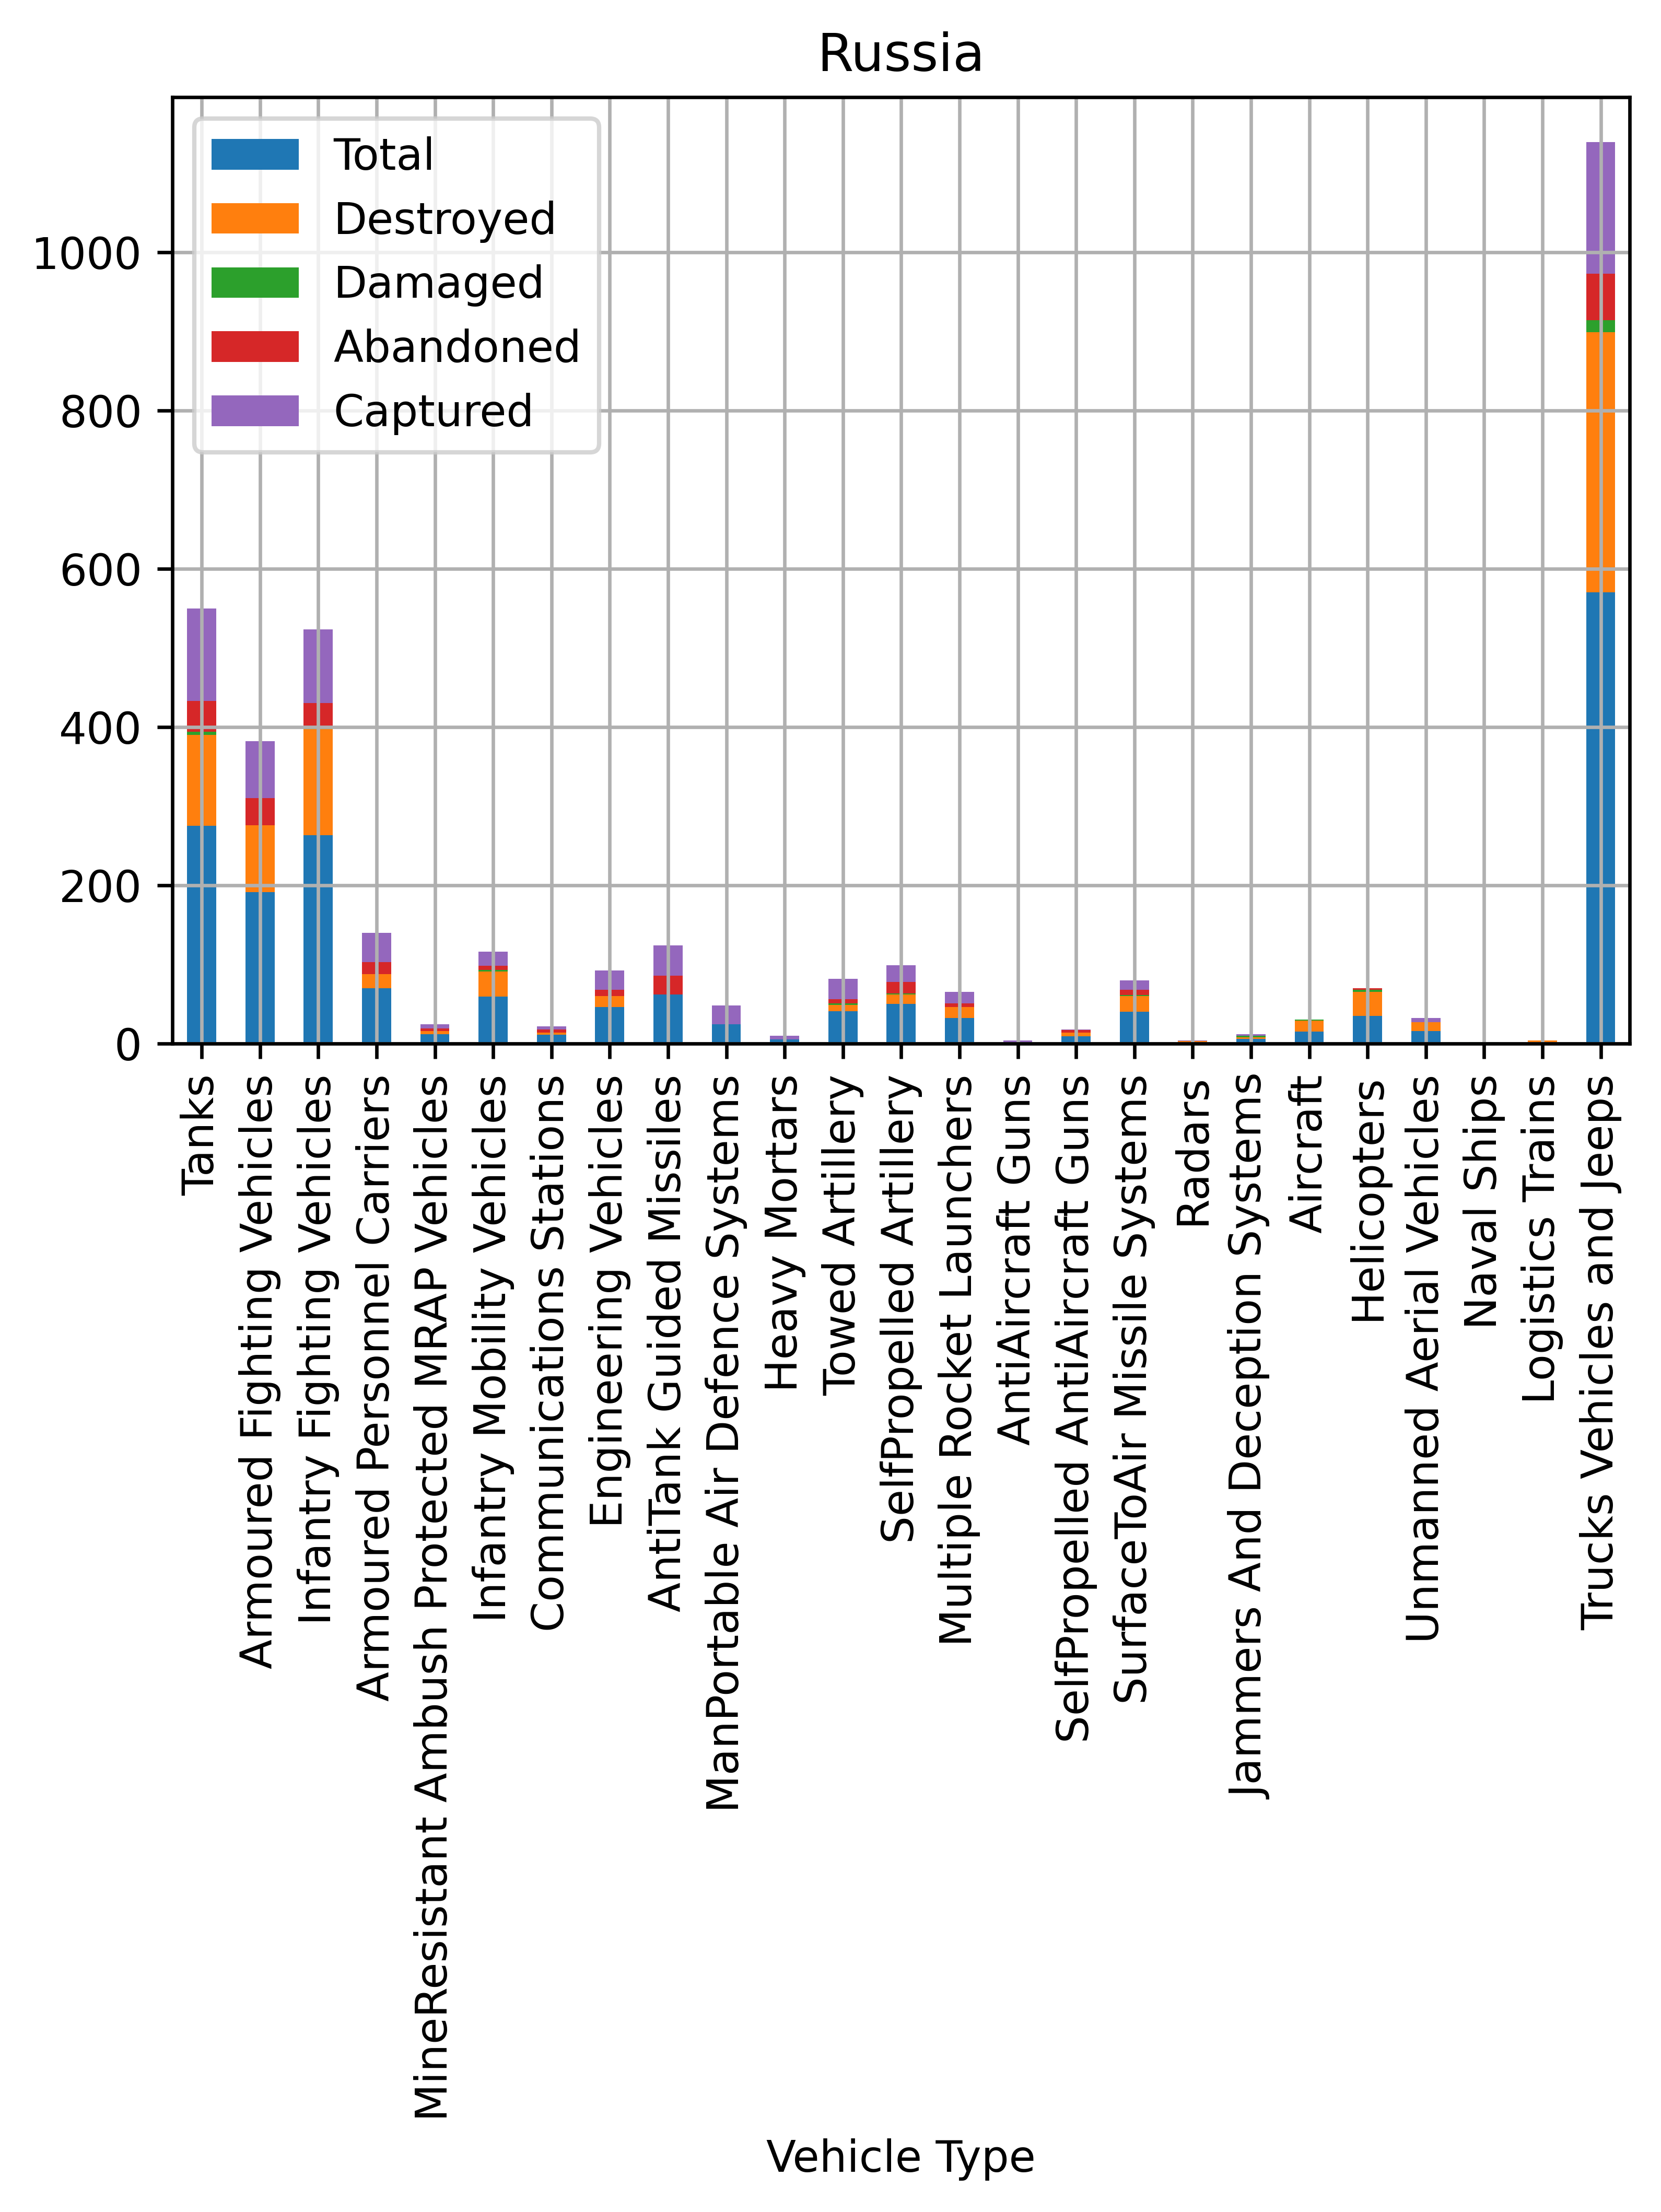 Russia
Total
Destroyed
Damaged
Abandoned
Captured
1000
800
600
400
200
0
Tanks
Armoured Fighting Vehicles
Infantry Fighting Vehicles
Armoured Personnel Carriers
MineResistant Ambush Protected MRAP Vehicles
Infantry Mobility Vehicles
Communications Stations
Engineering Vehicles
AntiTank Guided Missiles
ManPortable Air Defence Systems
Heavy Mortars
Towed Artillery
SelfPropelled Artillery
Multiple Rocket Launchers
AntiAircraft Guns
SelfPropelled AntiAircraft Guns
SurfaceToAir Missile Systems
Radars
Jammers And Deception Systems
Aircraft
Helicopters
Unmanned Aerial Vehicles
Naval Ships
Logistics Trains
Trucks Vehicles and Jeeps
Vehicle Type